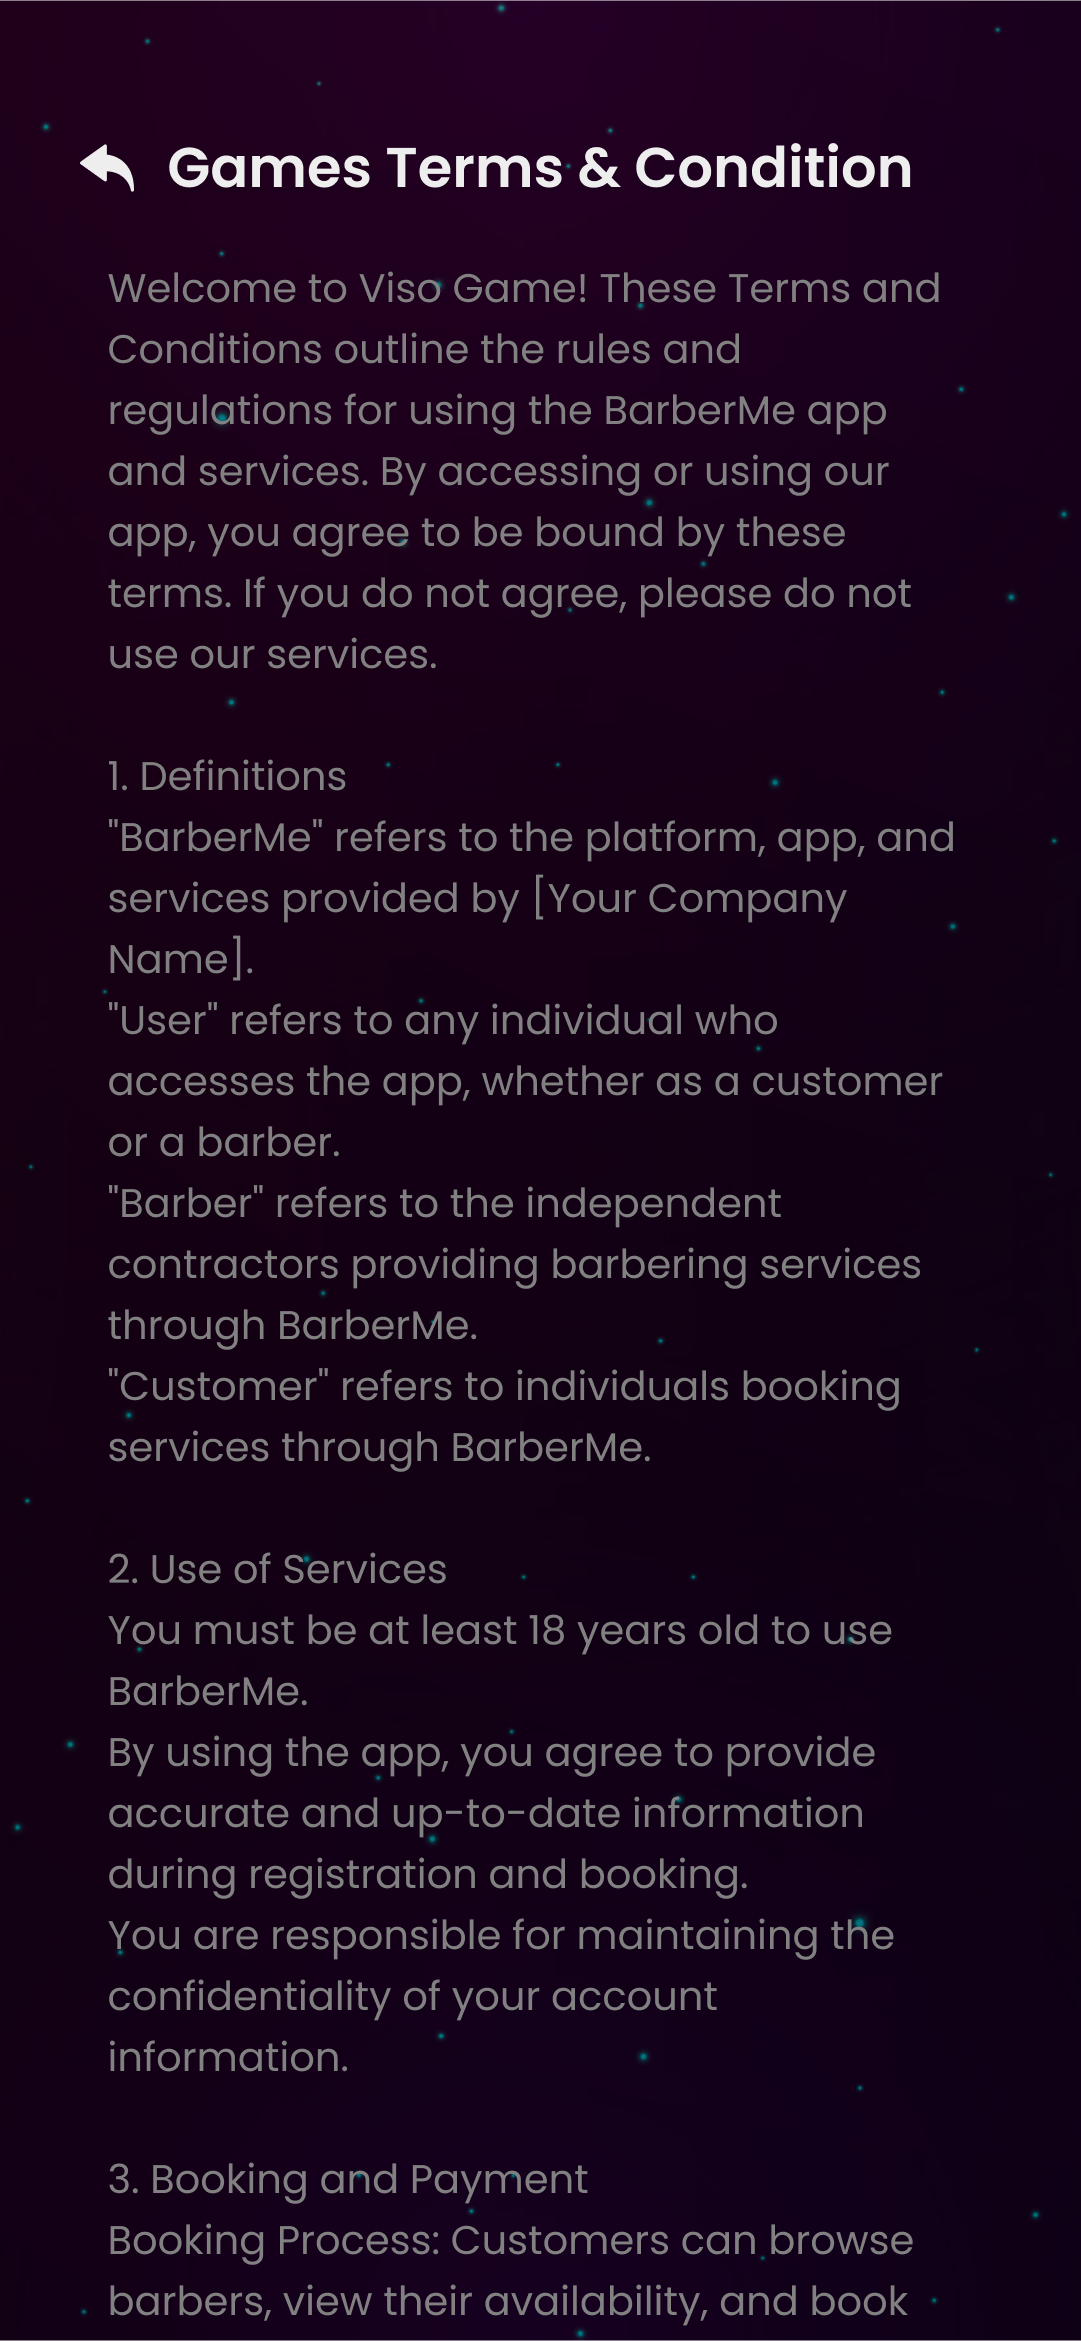 Games Terms & Condition
Welcome to Viso Game! These Terms and
Conditions outline the rules and
regulations for using the BarberMe app
and services. By accessing or using our
app, you agree to be bound by these
terms. If you do not agree, please do not
use our services.
1. Definitions
"BarberMe" refers to the platform, app, and
services provided by [Your Company
Name].
"User" refers to any individual who
accesses the app, whether as a customer
or a barber.
"Barber" refers to the independent
contractors providing barbering services
through BarberMe.
"Customer" refers to individuals booking
services through BarberMe.
2. Use of Services
You must be at least 18 years old to use
BarberMe.
By using the app, you agree to provide
accurate and up-to-date information
during registration and booking.
You are responsible for maintaining the
confidentiality of your account
information.
3. Booking and Payment
Booking Process: Customers can browse
barbers, view their availability, and book